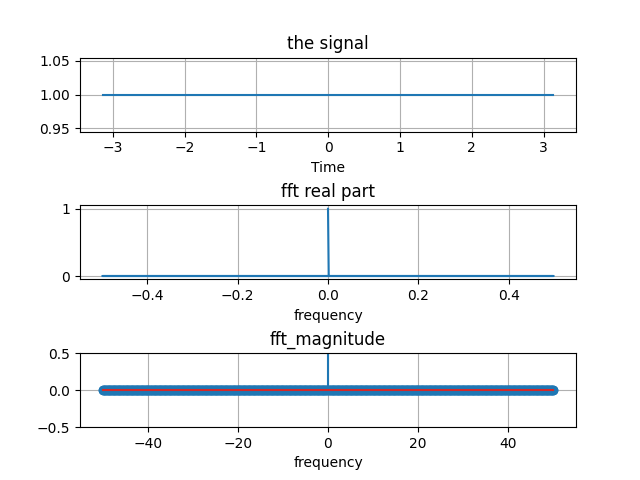 the signal
1.05
1.00
0.95
−3 −2 −1 0 1 2 3
Time
fft real part
1
0
−0.4 −0.2 0.0 0.2 0.4
frequency
fft_magnitude
0.5
0.0
−0.5
−40 −20 0 20 40
frequency